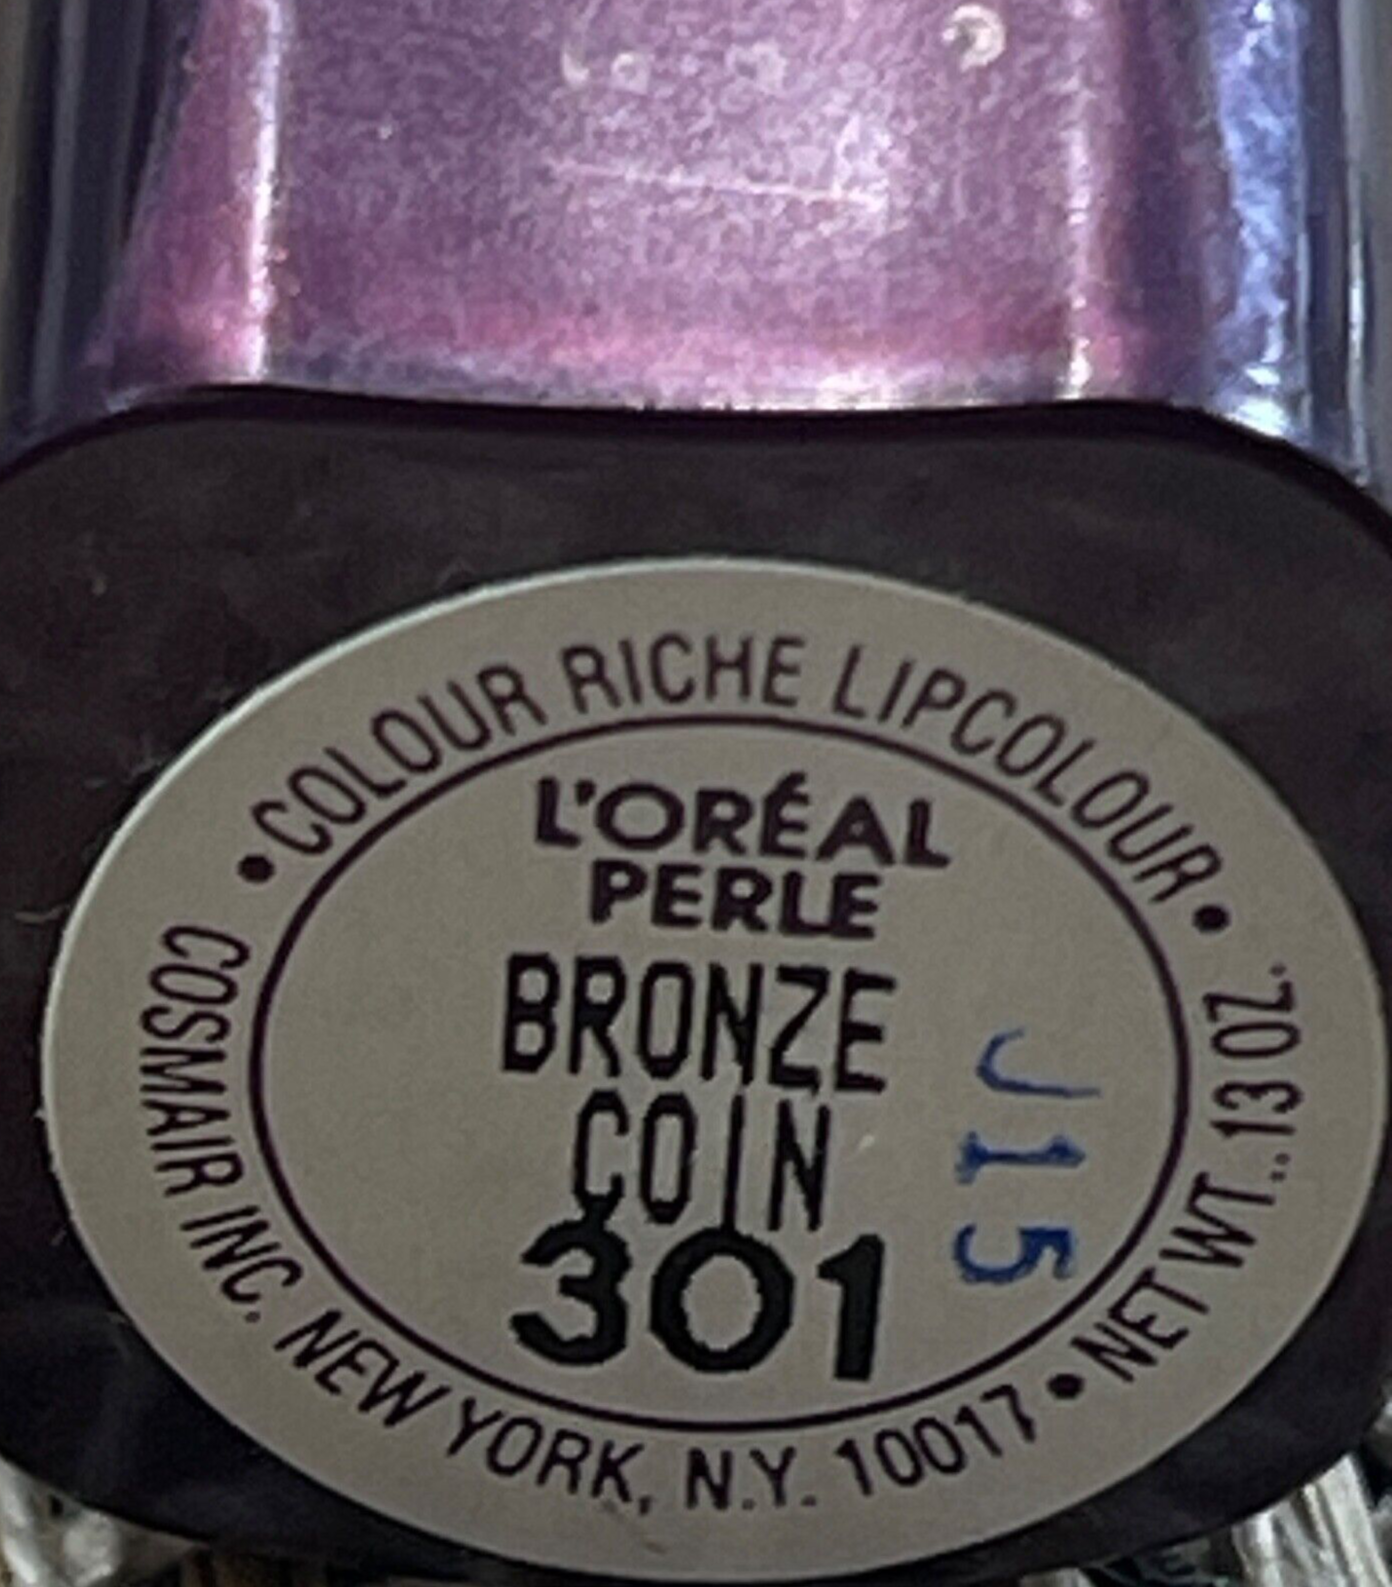 • COLOUR RICHE LIPCOLOUR •
L'ORÉAL
PERLE
BRONZE
COIN
301
J15
COSMAIR INC. NEW YORK, N.Y. 10017 • NET WT. .13 OZ.